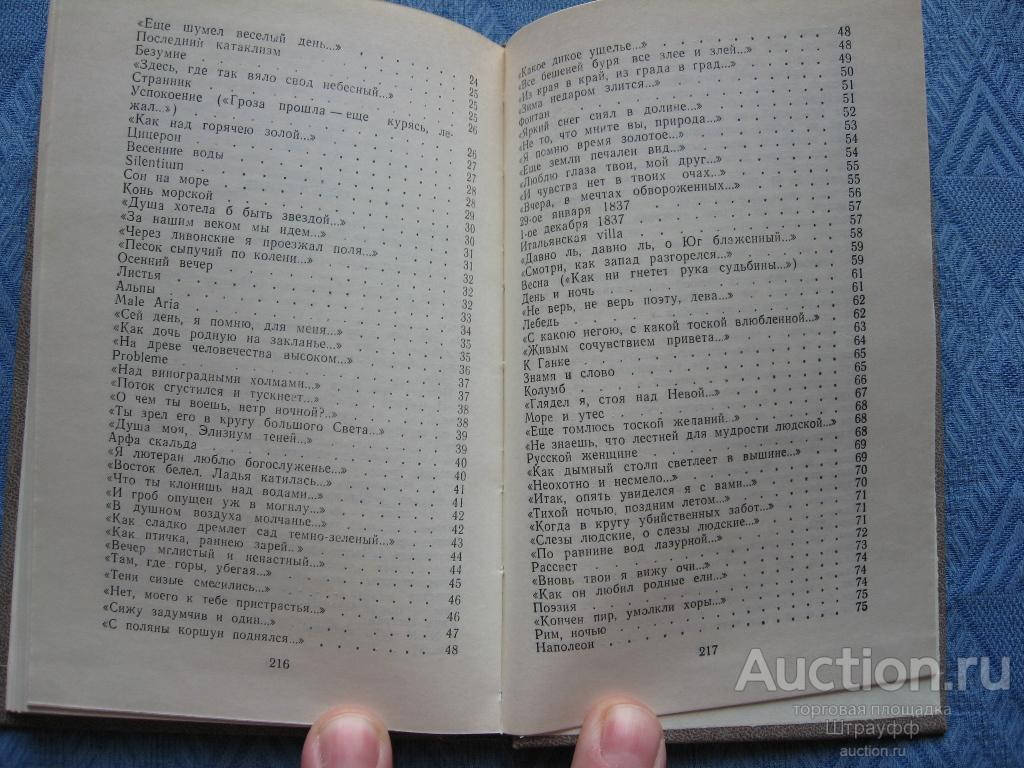 «Еще шумел веселый день...»
Последний катаклизм 24
Безумие 25
«Здесь, где так вяло свод небесный...» 25
Странник 25
Успокоение («Гроза прошла — еще курясь, ле- 26
жал..»)
«Как над горячею золой...» 26
Цицерон 27
Весенние воды 27
Silentium 28
Сон на море 29
Конь морской 30
«Душа хотела б быть звездой...» 30
«За нашим веком мы идем...» 31
«Через ливонские я проезжал поля...» 31
«Песок сыпучий по колени...» 32
Осенний вечер 32
Листья 32
Альпы 33
Male Aria 34
«Сей день, я помню, для меня...» 35
«Как дочь родную на закланье...» 35
«На древе человечества высоком...» 36
Probleme 37
«Над виноградными холмами...» 37
«Поток сгустился и тускнеет...» 38
«О чем ты воешь, ветр ночной?..» 38
«Ты зрел его в кругу большого Света...» 39
«Душа моя, Элизиум теней...» 39
Арфа скальда 40
«Я лютеран люблю богослуженье...» 40
«Восток белел. Ладья катилась...» 41
«Что ты клонишь над водами...» 41
«И гроб опущен уж в могилу...» 42
«В душном воздуха молчанье...» 42
«Как сладко дремлет сад темно-зеленый...» 43
«Как птичка, раннею зарей..» 44
«Вечер мглистый и ненастный...» 44
«Там, где горы, убегая...» 45
«Тени сизые смесились...» 46
«Нет, моего к тебе пристрастья...» 46
«Сижу задумчив и один...» 47
«С поляны коршун поднялся...» 48
216
«Какое дикое ущелье...» 48
«Все бешеней буря все злее и злей...» 48
«Из края в край, из града в град...» 49
«Зима недаром злится...» 50
Фонтан 51
«Яркий снег сиял в долине...» 51
«Не то, что мните вы, природа...» 52
«Я помню время золотое...» 53
«Еще земли печален вид...» 54
«Люблю глаза твои, мой друг...» 54
«И чувства нет в твоих очах...» 55
«Вчера, в мечтах обвороженных...» 55
29-ое января 1837 56
1-ое декабря 1837 57
Итальянская villa 57
«Давно ль, давно ль, о Юг блаженный...» 58
«Смотри, как запад разгорелся...» 59
Весна («Как ни гнетет рука судьбины...») 59
День и ночь 61
«Не верь, не верь поэту, дева...» 61
Лебедь 62
«С какою негою, с какой тоской влюбленной...» 62
«Живым сочувствием привета...» 63
К Ганке 64
Знамя и слово 65
Колумб 65
«Глядел я, стоя над Невой...» 66
Море и утес 67
«Еще томлюсь тоской желаний...» 67
«Не знаешь, что лестней для мудрости людской...» 68
Русской женщине 68
«Как дымный столп светлеет в вышине...» 68
«Неохотно и несмело...» 69
«Итак, опять увиделся я с вами...» 69
«Тихой ночью, поздним летом...» 70
«Когда в кругу убийственных забот...» 70
«Слезы людские, о слезы людские...» 71
«По равнине вод лазурной...» 71
Рассвет 72
«Вновь твои я вижу очи...» 73
«Как он любил родные ели...» 74
Поэзия 74
«Кончен пир, умолкли хоры...» 74
Рим, ночью 75
Наполеон 75
217
Auction.ru
торговая площадка
Штрауфф
auction.ru